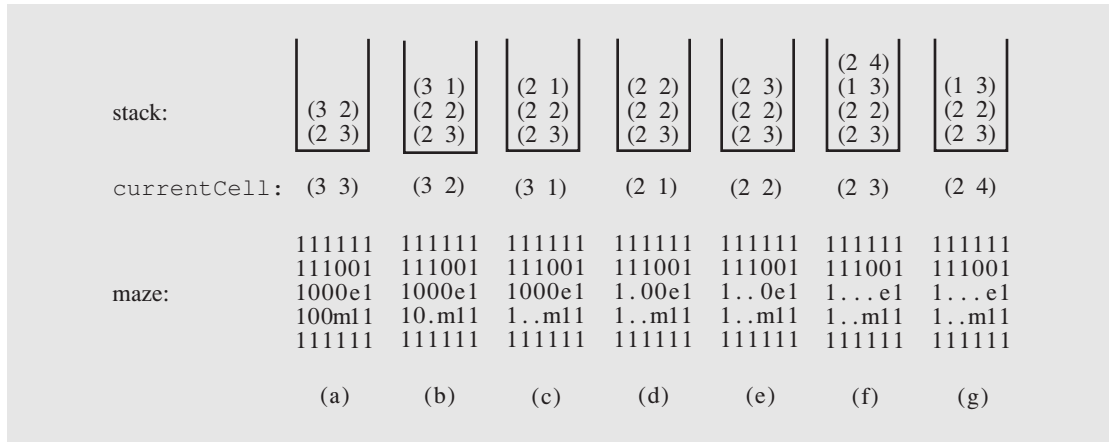 (2 4)
(3 1) (2 1) (2 2) (2 3) (1 3) (1 3)
stack: (3 2) (2 2) (2 2) (2 2) (2 2) (2 2) (2 2)
(2 3) (2 3) (2 3) (2 3) (2 3) (2 3) (2 3)
currentCell: (3 3) (3 2) (3 1) (2 1) (2 2) (2 3) (2 4)
111111 111111 111111 111111 111111 111111 111111
111001 111001 111001 111001 111001 111001 111001
maze: 1000e1 1000e1 1000e1 1.00e1 1..0e1 1...e1 1...e1
100m11 10.m11 1..m11 1..m11 1..m11 1..m11 1..m11
111111 111111 111111 111111 111111 111111 111111
(a) (b) (c) (d) (e) (f) (g)